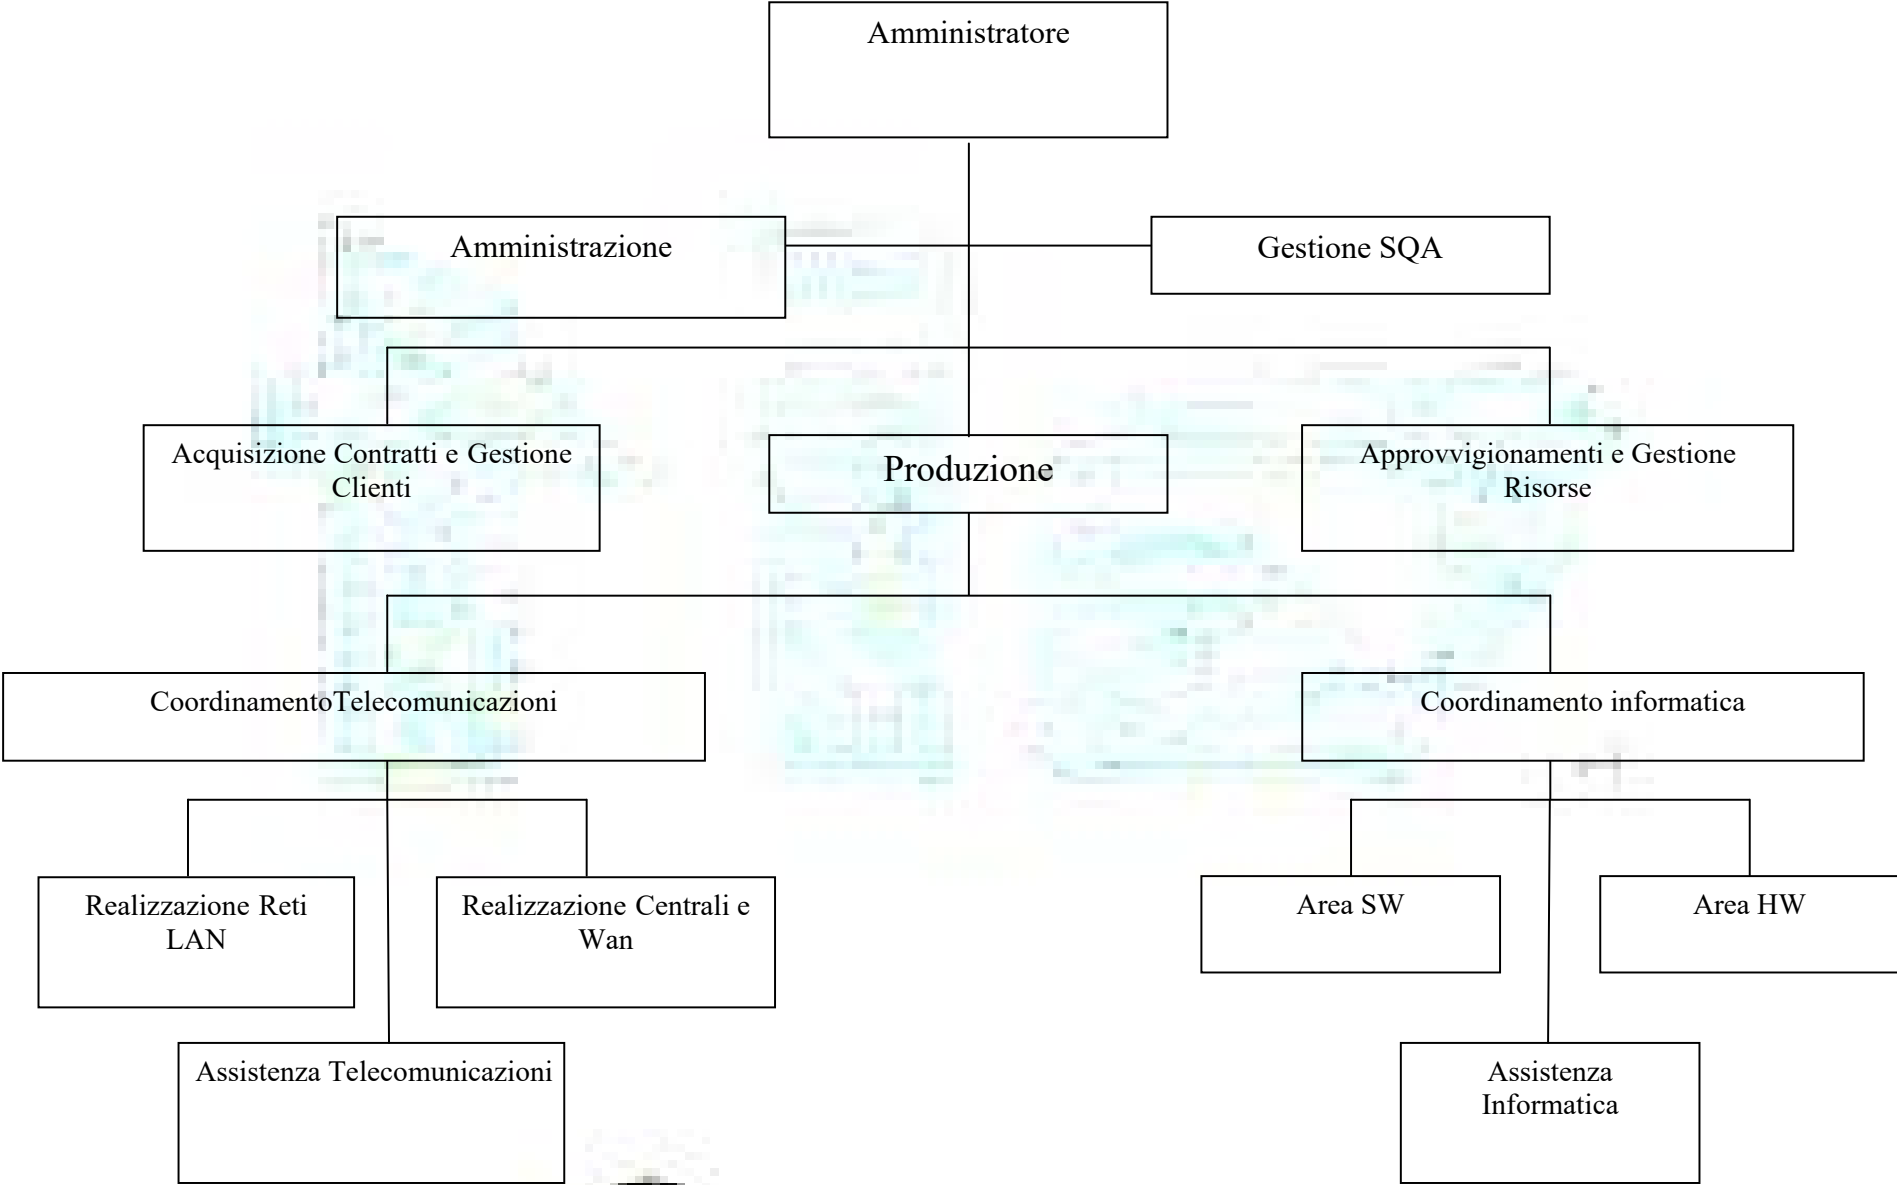 Amministratore
Amministrazione
Gestione SQA
Acquisizione Contratti e Gestione
Clienti
Produzione
Approvvigionamenti e Gestione
Risorse
CoordinamentoTelecomunicazioni
Coordinamento informatica
Realizzazione Reti
LAN
Realizzazione Centrali e
Wan
Area SW
Area HW
Assistenza Telecomunicazioni
Assistenza
Informatica